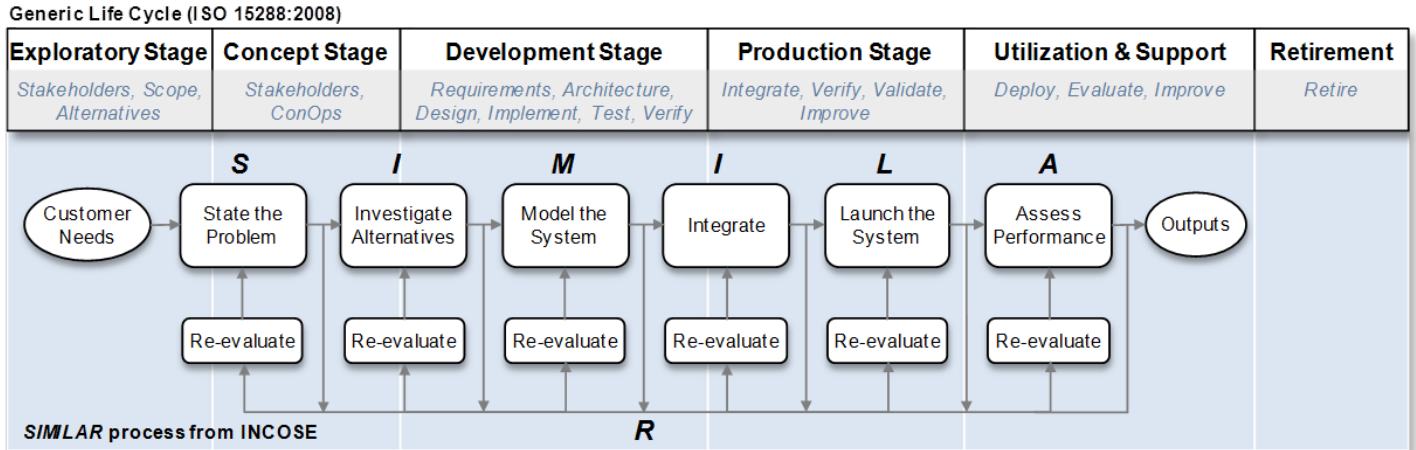 Generic Life Cycle (ISO 15288:2008)
Exploratory Stage
Stakeholders, Scope,
Alternatives
Concept Stage
Stakeholders,
ConOps
Development Stage
Requirements, Architecture,
Design, Implement, Test, Verify
Production Stage
Integrate, Verify, Validate,
Improve
Utilization & Support
Deploy, Evaluate, Improve
Retirement
Retire
S
I
M
I
L
A
Customer
Needs
State the
Problem
Investigate
Alternatives
Model the
System
Integrate
Launch the
System
Assess
Performance
Outputs
Re-evaluate
Re-evaluate
Re-evaluate
Re-evaluate
Re-evaluate
Re-evaluate
SIMILAR process from INCOSE
R